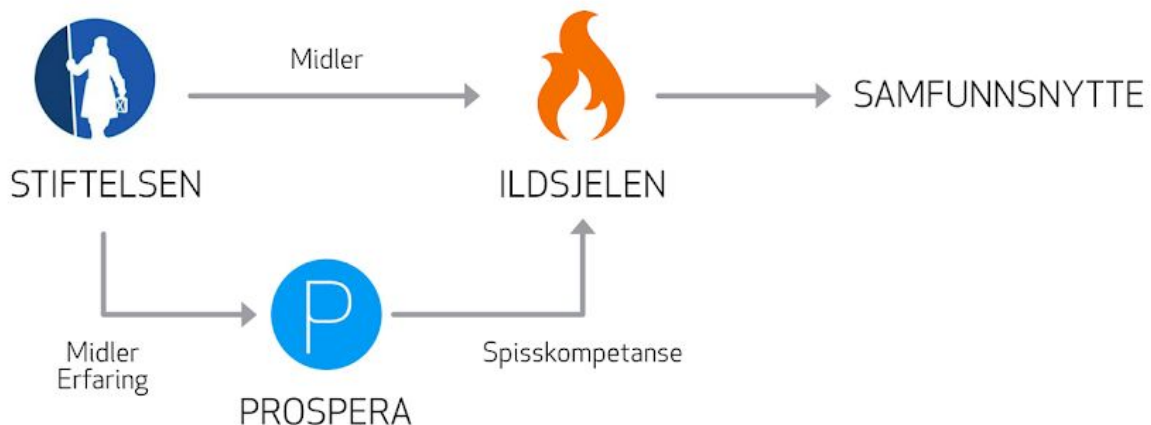 Midler
SAMFUNNSNYTTE
STIFTELSEN
ILDSJELEN
P
Midler
Erfaring
Spisskompetanse
PROSPERA